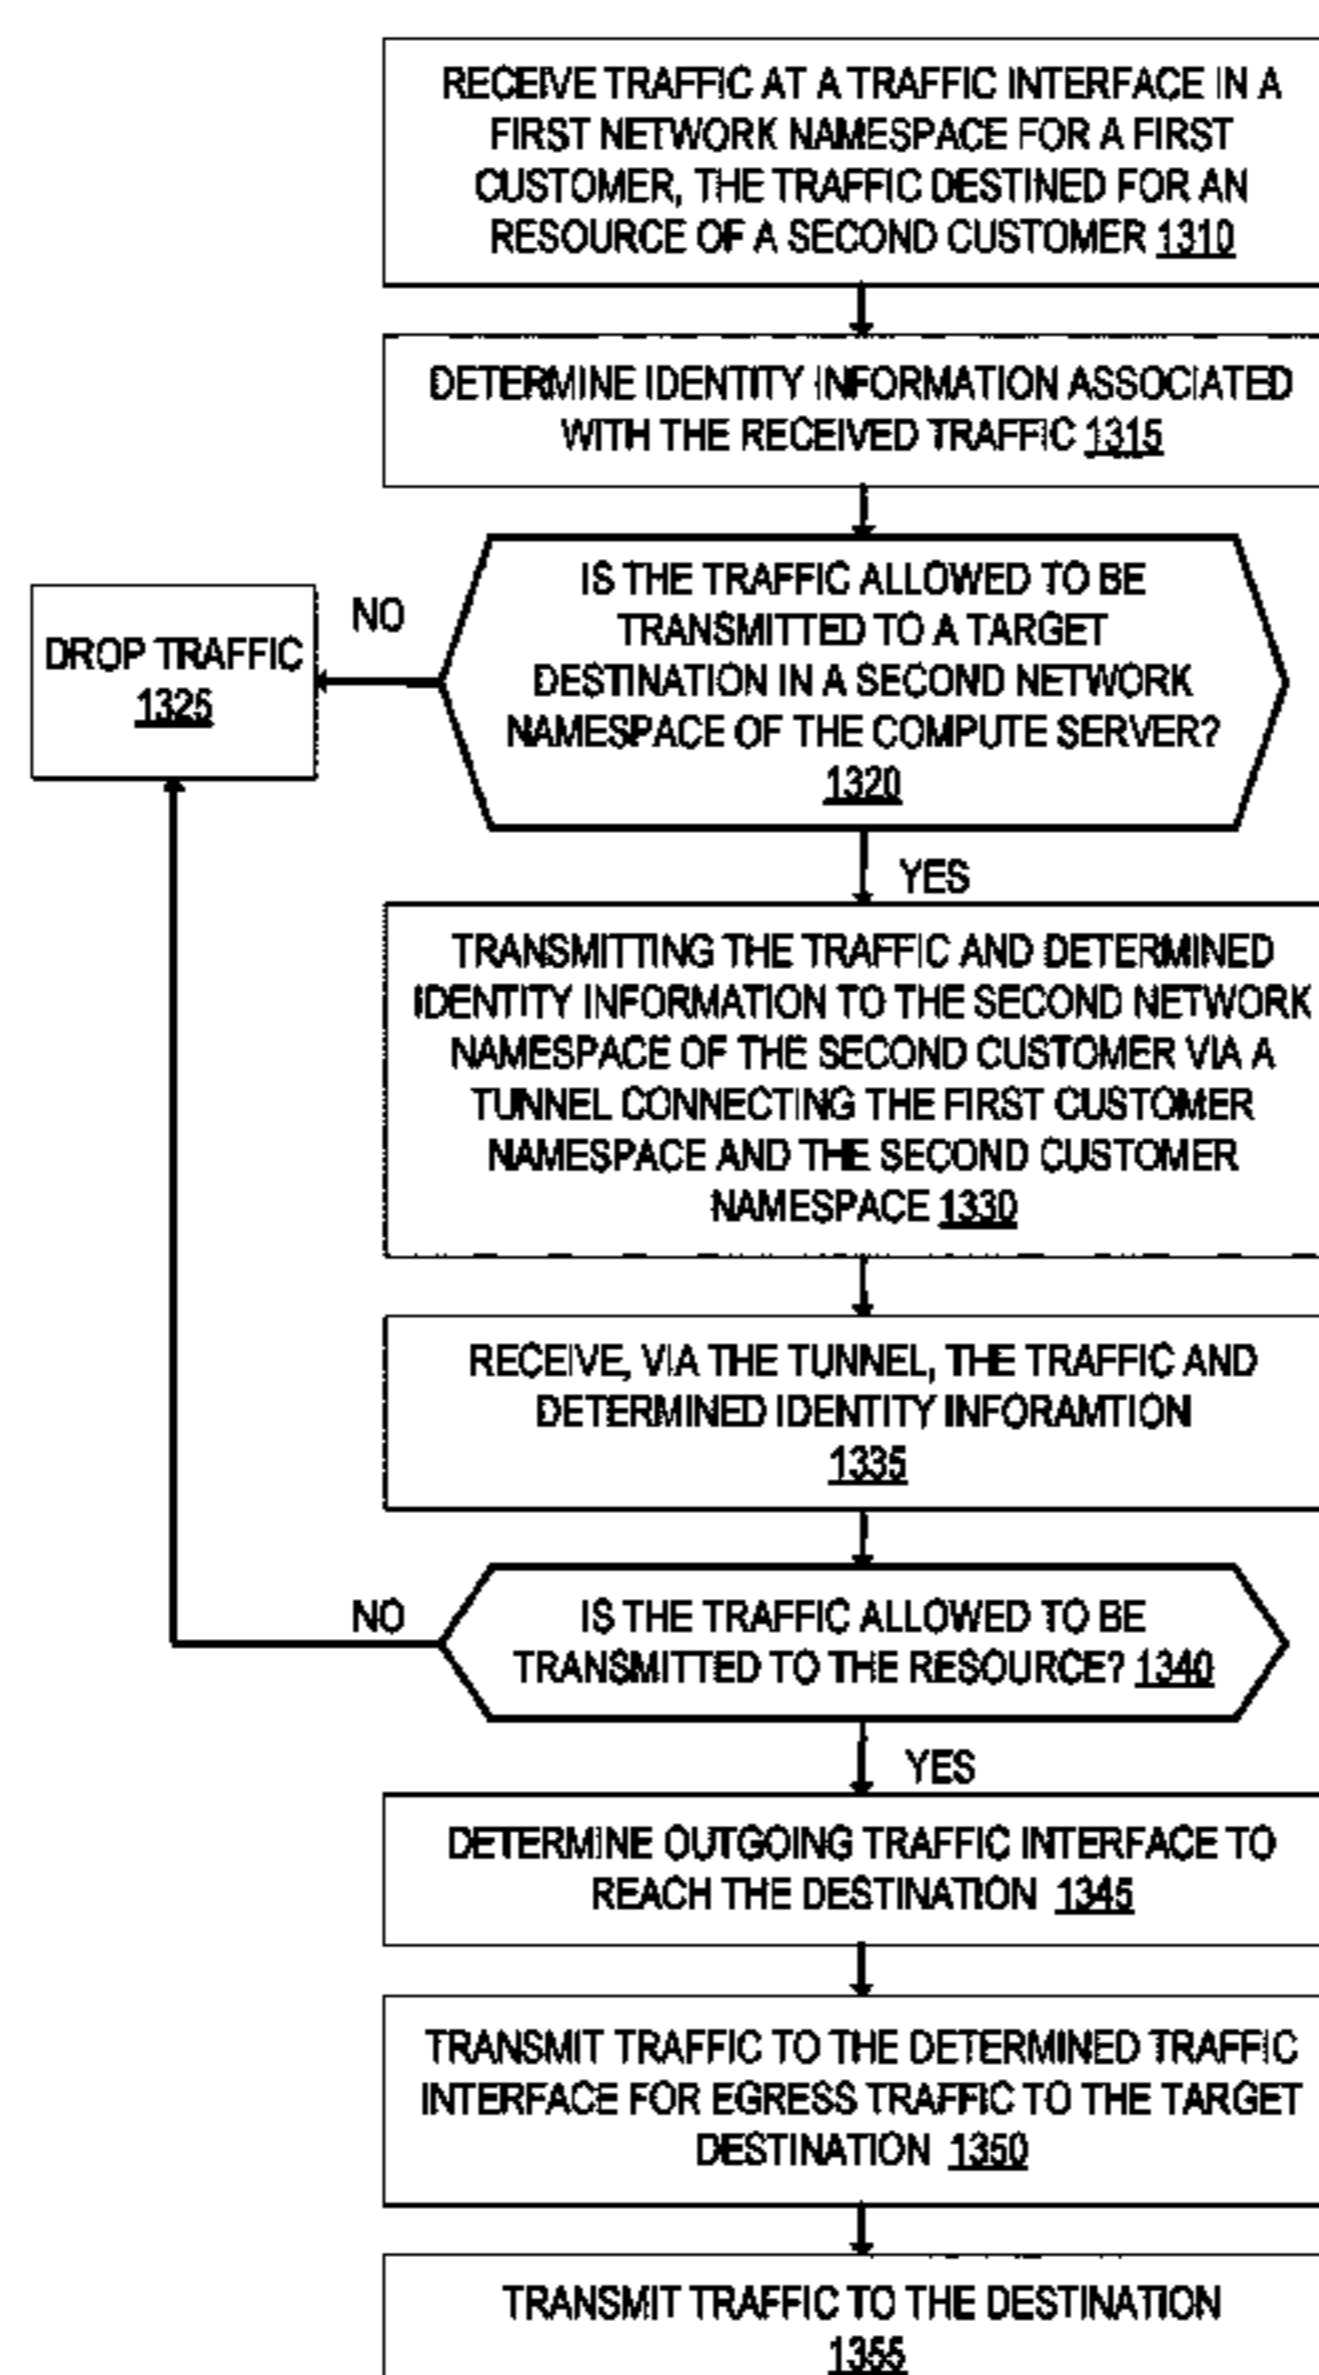 RECEIVE TRAFFIC AT A TRAFFIC INTERFACE IN A
FIRST NETWORK NAMESPACE FOR A FIRST
CUSTOMER, THE TRAFFIC DESTINED FOR AN
RESOURCE OF A SECOND CUSTOMER 1310
DETERMINE IDENTITY INFORMATION ASSOCIATED
WITH THE RECEIVED TRAFFIC 1315
IS THE TRAFFIC ALLOWED TO BE
TRANSMITTED TO A TARGET
DESTINATION IN A SECOND NETWORK
NAMESPACE OF THE COMPUTE SERVER?
1320
NO
DROP TRAFFIC
1325
YES
TRANSMITTING THE TRAFFIC AND DETERMINED
IDENTITY INFORMATION TO THE SECOND NETWORK
NAMESPACE OF THE SECOND CUSTOMER VIA A
TUNNEL CONNECTING THE FIRST CUSTOMER
NAMESPACE AND THE SECOND CUSTOMER
NAMESPACE 1330
RECEIVE, VIA THE TUNNEL, THE TRAFFIC AND
DETERMINED IDENTITY INFORAMTION
1335
NO
IS THE TRAFFIC ALLOWED TO BE
TRANSMITTED TO THE RESOURCE? 1340
YES
DETERMINE OUTGOING TRAFFIC INTERFACE TO
REACH THE DESTINATION 1345
TRANSMIT TRAFFIC TO THE DETERMINED TRAFFIC
INTERFACE FOR EGRESS TRAFFIC TO THE TARGET
DESTINATION 1350
TRANSMIT TRAFFIC TO THE DESTINATION
1355